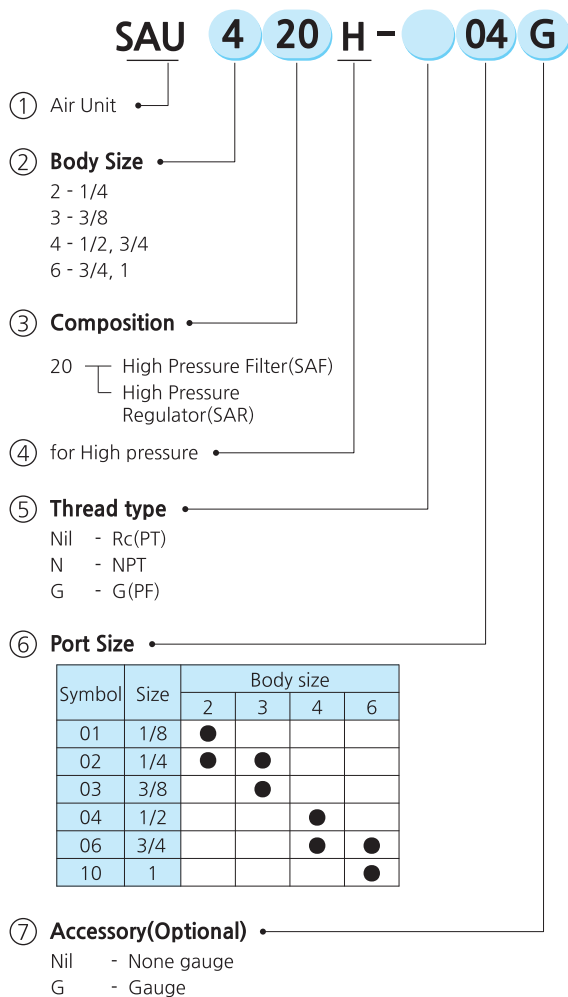 SAU 4 20 H - 04 G
① Air Unit
② Body Size
2 - 1/4
3 - 3/8
4 - 1/2, 3/4
6 - 3/4, 1
③ Composition
20 High Pressure Filter(SAF)
High Pressure
Regulator(SAR)
④ for High pressure
⑤ Thread type
Nil - Rc(PT)
N - NPT
G - G(PF)
⑥ Port Size
Symbol Size Body size
2 3 4 6
01 1/8 ●
02 1/4 ● ●
03 3/8 ●
04 1/2 ●
06 3/4 ● ●
10 1 ●
⑦ Accessory(Optional)
Nil - None gauge
G - Gauge